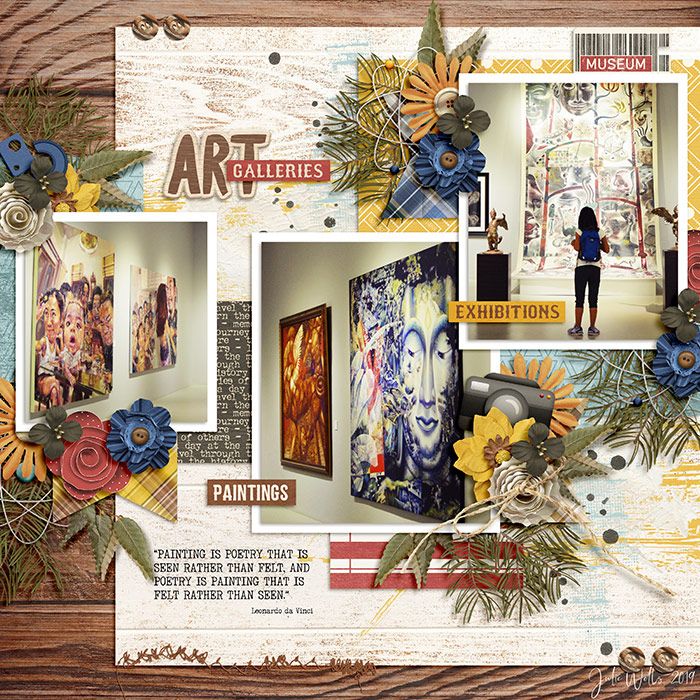 MUSEUM
ART
GALLERIES
EXHIBITIONS
PAINTINGS
"PAINTING IS POETRY THAT IS
SEEN RATHER THAN FELT, AND
POETRY IS PAINTING THAT IS
FELT RATHER THAN SEEN."
Leonardo da Vinci
Julie Wells 2019